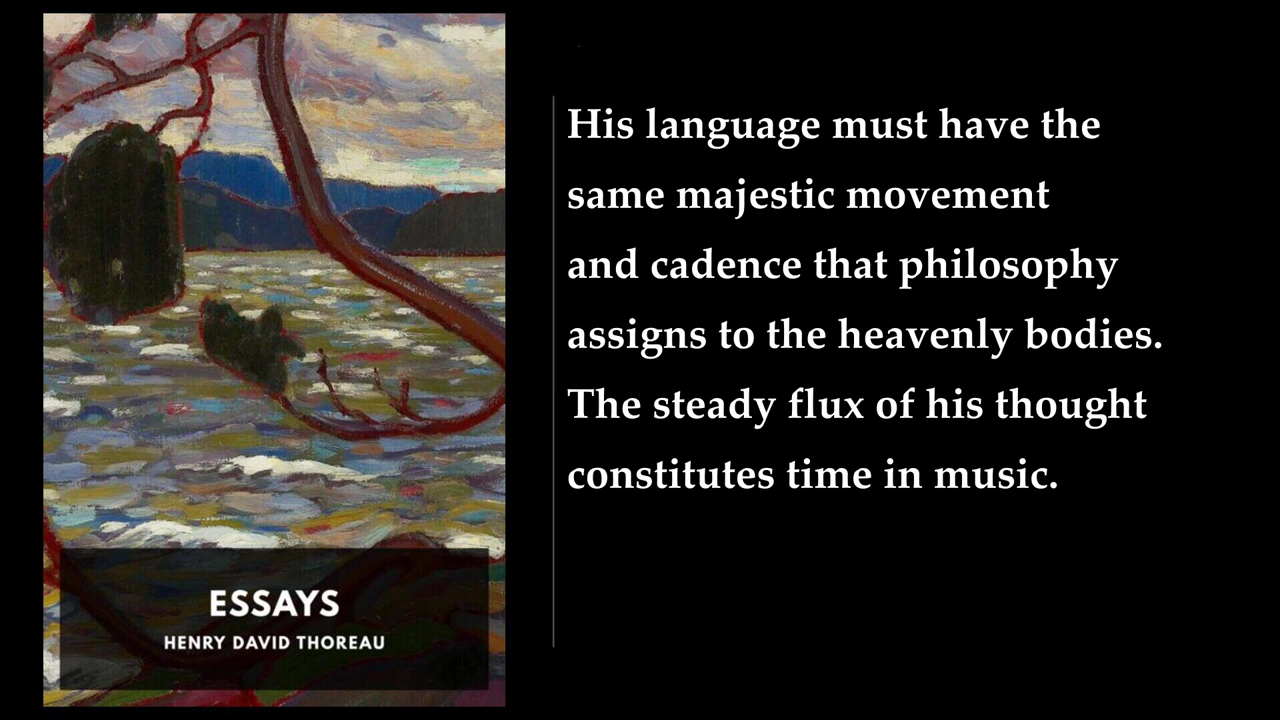 ESSAYS
HENRY DAVID THOREAU
His language must have the
same majestic movement
and cadence that philosophy
assigns to the heavenly bodies.
The steady flux of his thought
constitutes time in music.